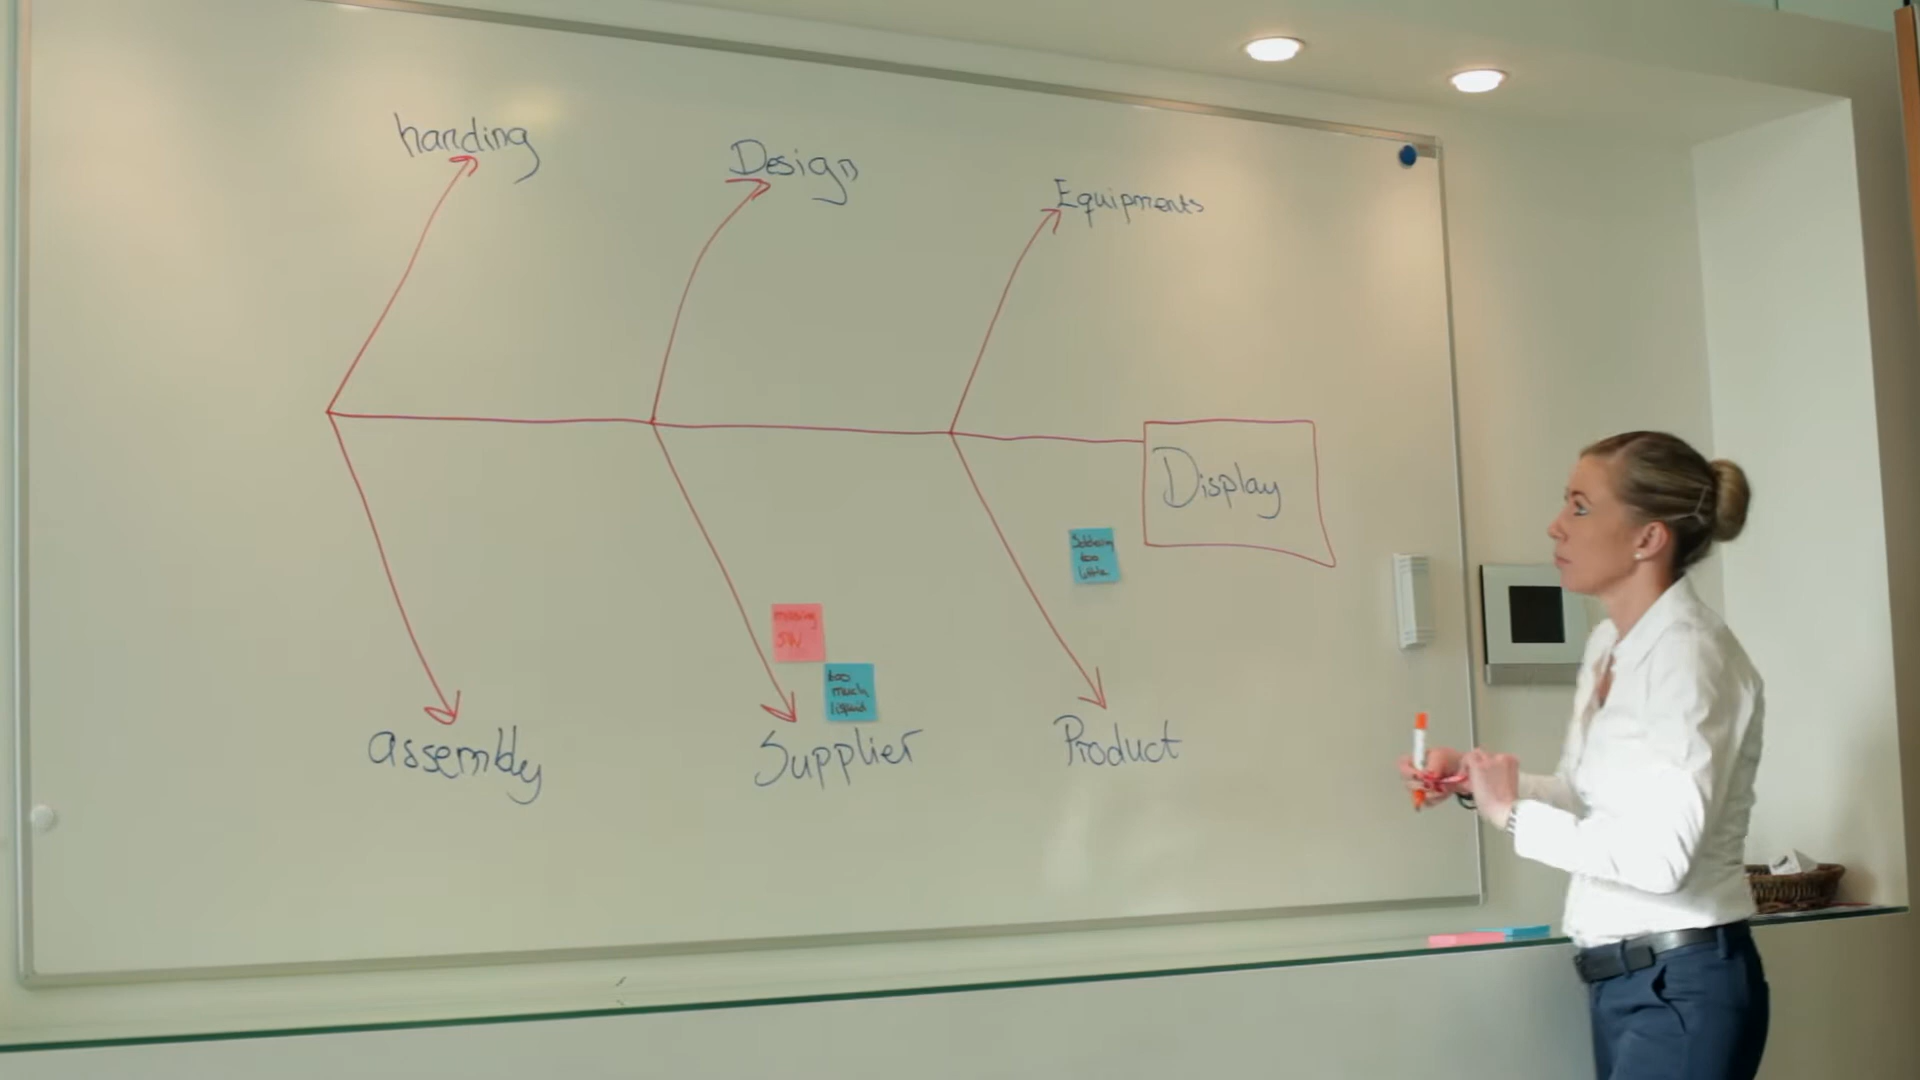 handing
Design
Equipments
Display
Soldering
too
little
missing
SW
too
much
liquid
assembly
Supplier
Product